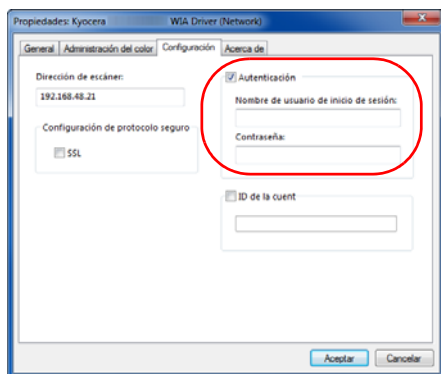 Propiedades: Kyocera WIA Driver (Network)
General Administración del color Configuración Acerca de
Dirección de escáner:
192.168.48.21
Configuración de protocolo seguro
SSL
Autenticación
Nombre de usuario de inicio de sesión:
Contraseña:
ID de la cuent
Aceptar Cancelar